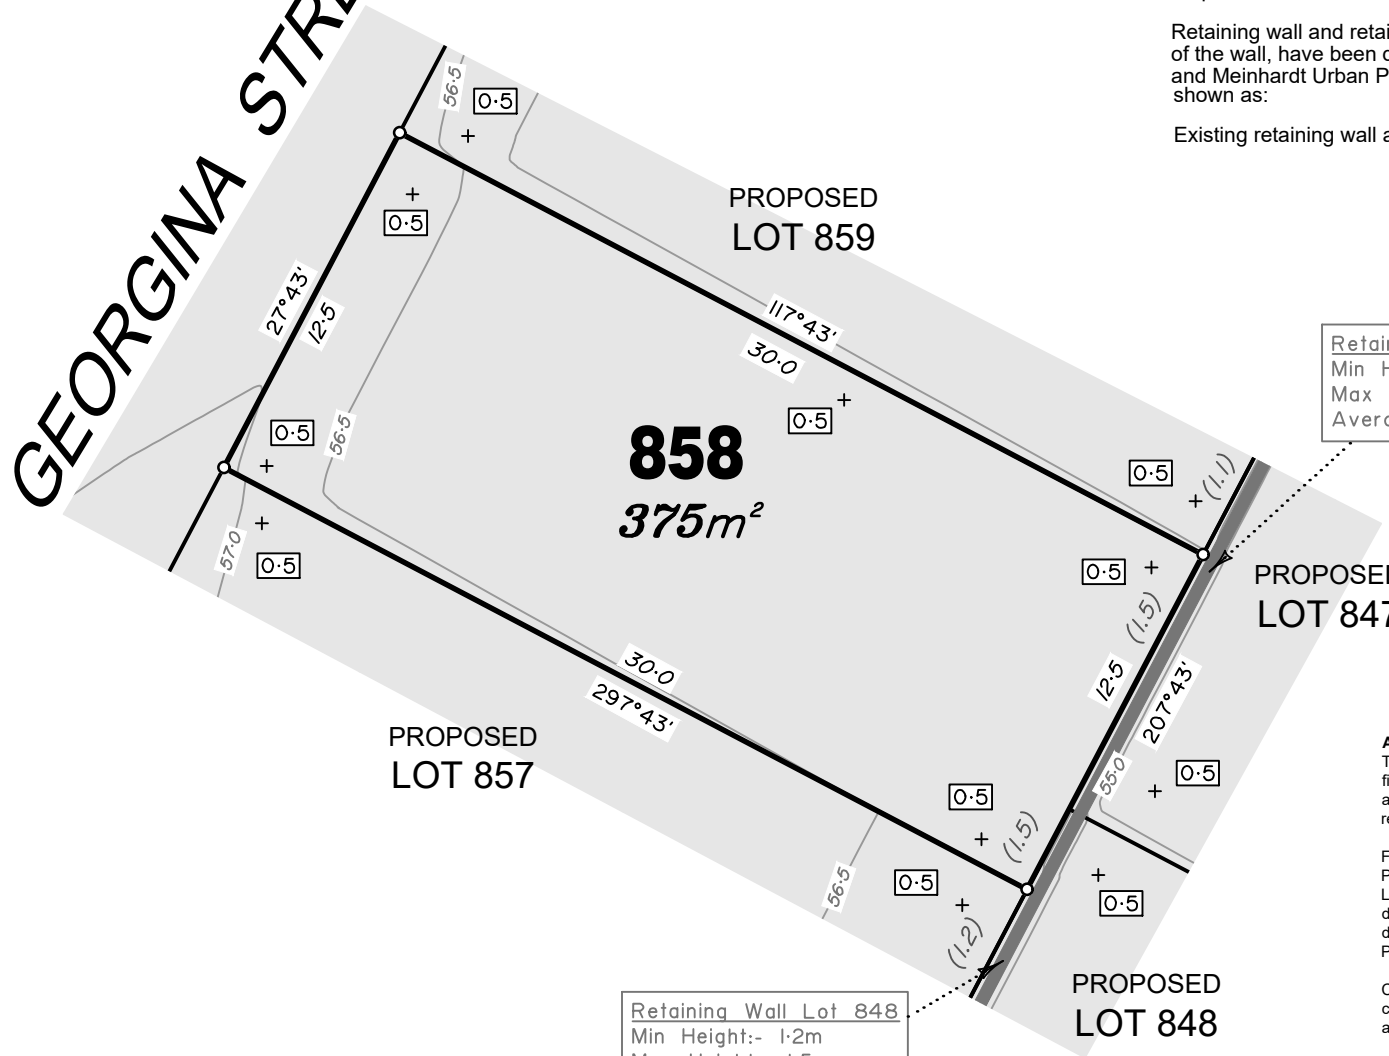 GEORGINA
Retaining wall and
of the wall, have been
and Meinhardt Urban
shown as:
Existing retaining wall
56·5
0·5
0·5
PROPOSED
LOT 859
27°43'
12·5
117°43'
30·0
0·5
56·5
0·5
858
375m²
0·5
(1.1)
Min
Max
57·0
0·5
0·5
(1.5)
PROPOSED
LOT 847
30·0
297°43'
12·5
207°43'
PROPOSED
LOT 857
55·0
0·5
0·5
(1.5)
56·5
0·5
0·5
(1.2)
PROPOSED
LOT 848
Retaining Wall Lot 848
Min Height:- 1·2m